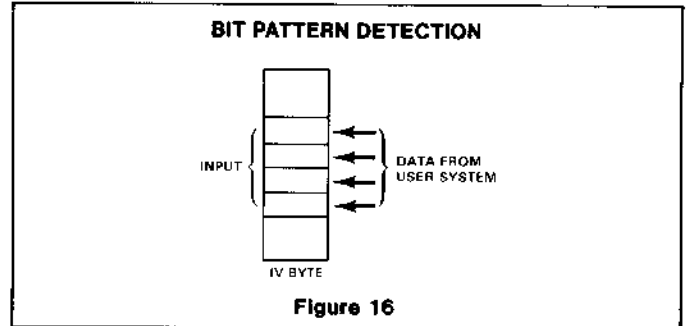 BIT PATTERN DETECTION
INPUT
DATA FROM
USER SYSTEM
IV BYTE
Figure 16